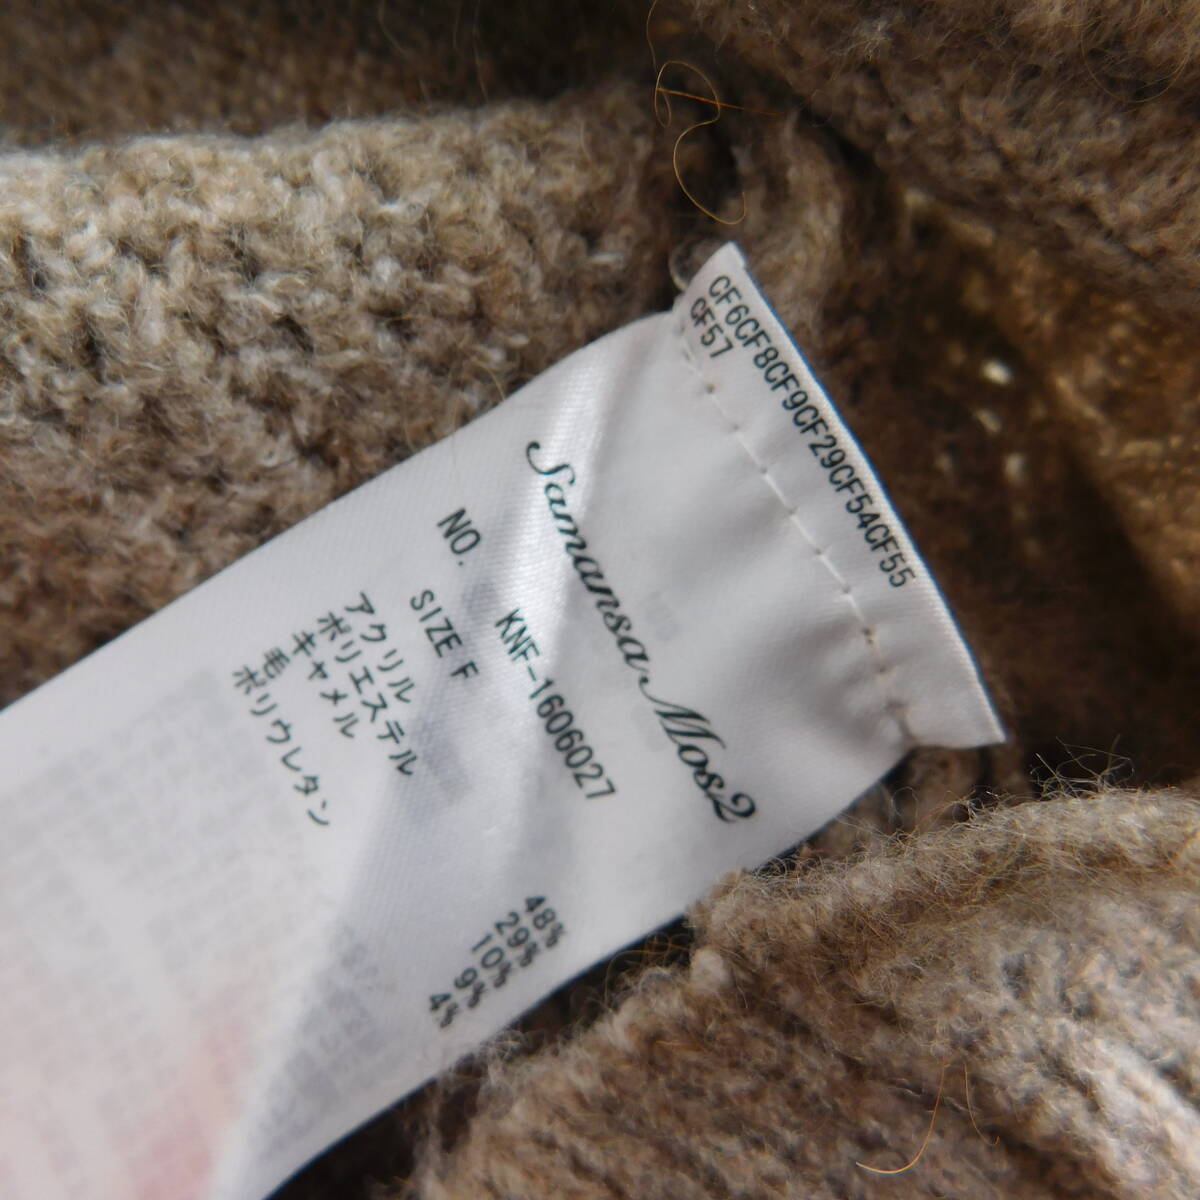 CF6CF8CF9CF29CF54CF55
CF57
Samansa Mos2
NO. KNF-1606027
SIZE F
アクリル 48%
ポリエステル 29%
キャメル 10%
毛 9%
ポリウレタン 4%